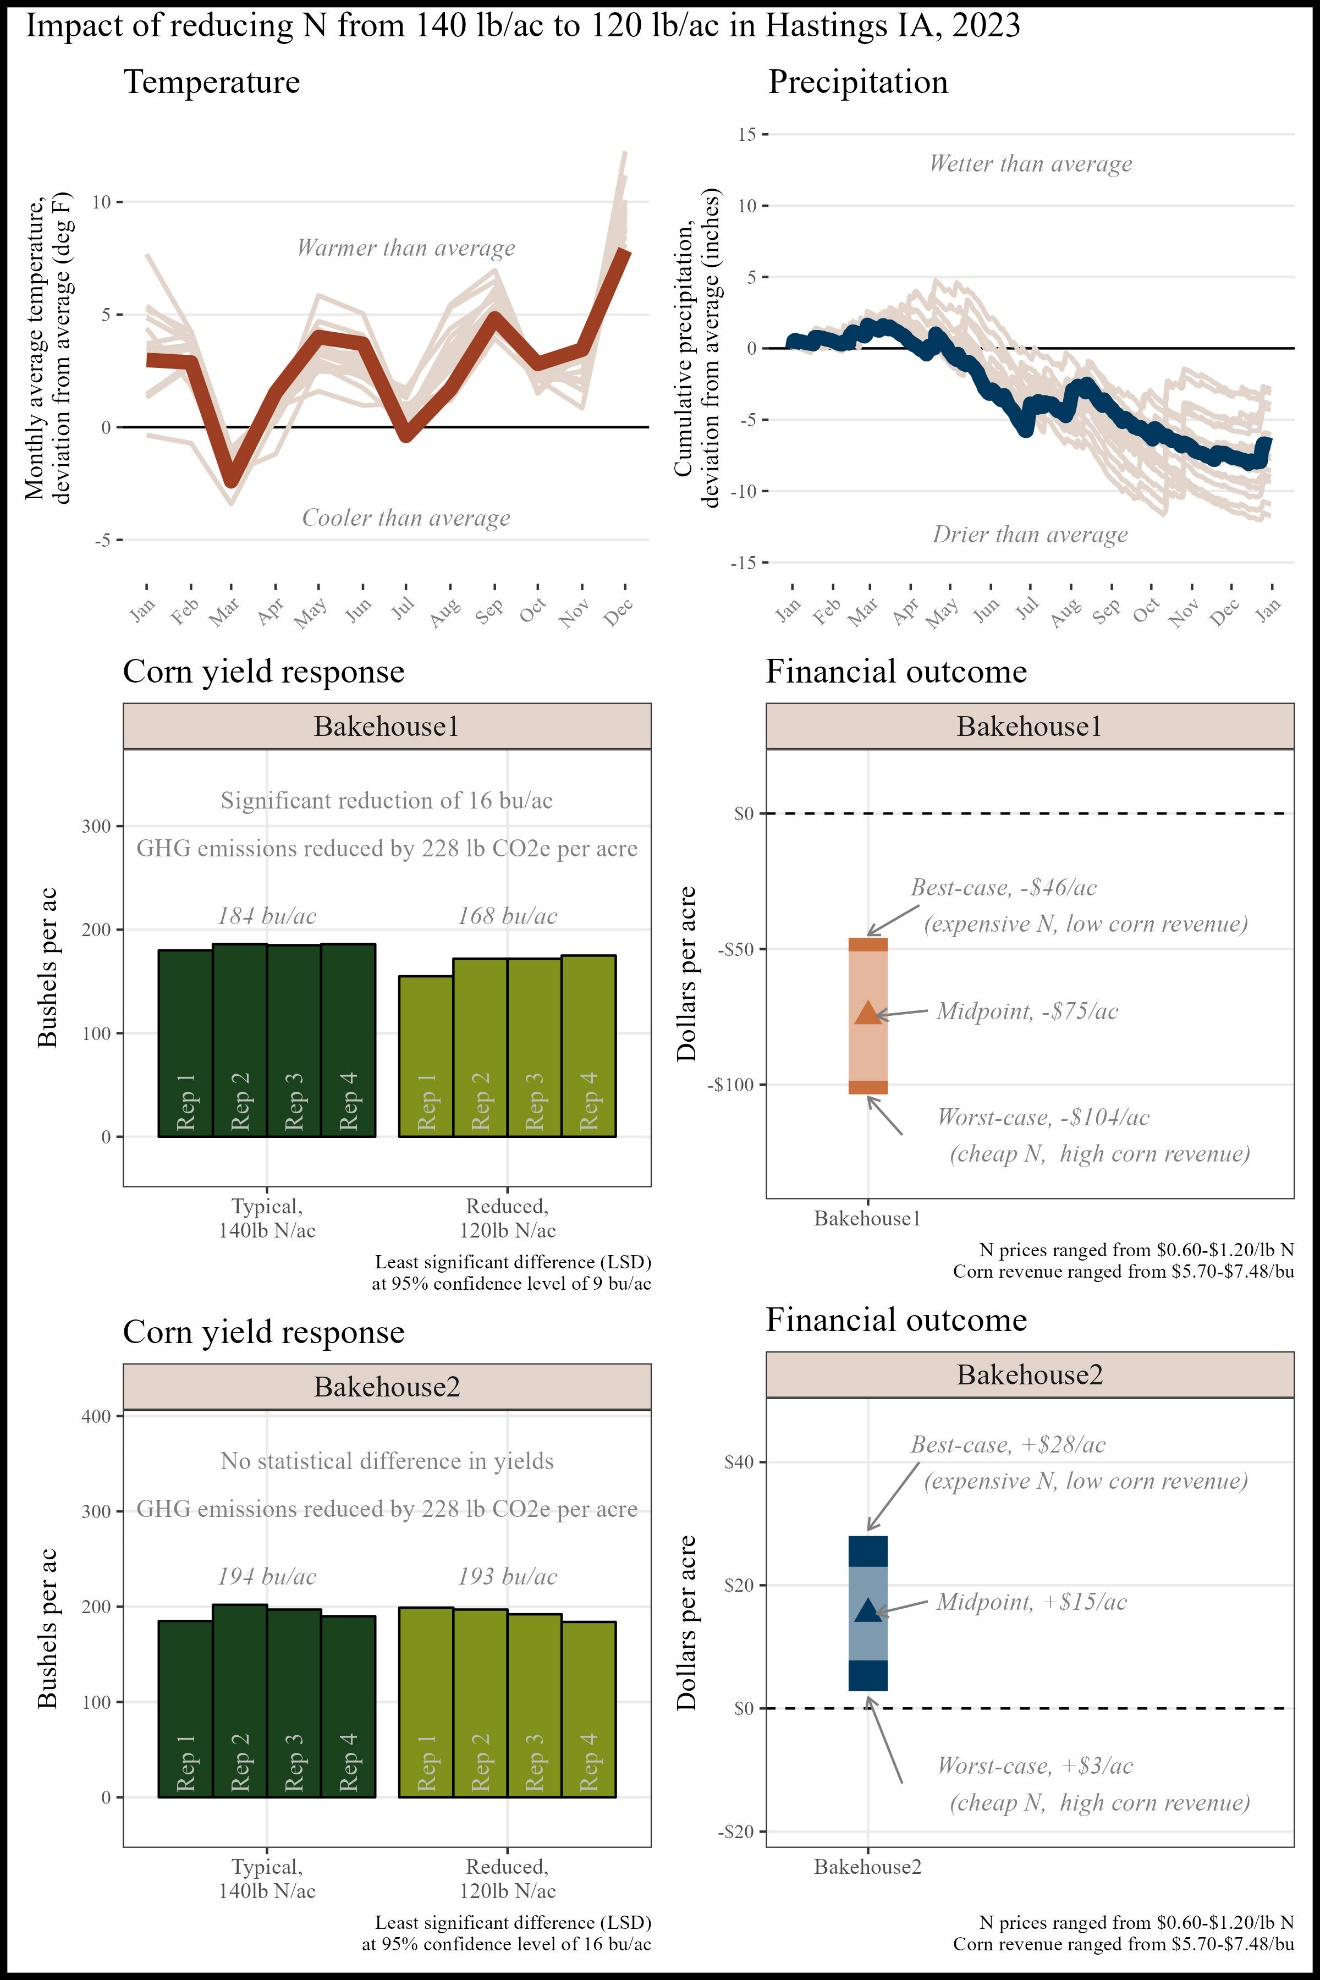 Impact of reducing N from 140 lb/ac to 120 lb/ac in Hastings IA, 2023
Temperature
Monthly average temperature,
deviation from average (deg F)
10
5
0
-5
Warmer than average
Cooler than average
Jan
Feb
Mar
Apr
May
Jun
Jul
Aug
Sep
Oct
Nov
Dec
Precipitation
Cumulative precipitation,
deviation from average (inches)
15
10
5
0
-5
-10
-15
Wetter than average
Drier than average
Jan
Feb
Mar
Apr
May
Jun
Jul
Aug
Sep
Oct
Nov
Dec
Jan
Corn yield response
Bakehouse1
Bushels per ac
300
200
100
0
Significant reduction of 16 bu/ac
GHG emissions reduced by 228 lb CO2e per acre
184 bu/ac
168 bu/ac
Rep 1
Rep 2
Rep 3
Rep 4
Rep 1
Rep 2
Rep 3
Rep 4
Typical,
140lb N/ac
Reduced,
120lb N/ac
Least significant difference (LSD)
at 95% confidence level of 9 bu/ac
Financial outcome
Bakehouse1
Dollars per acre
$0
-$50
-$100
Best-case, -$46/ac
(expensive N, low corn revenue)
Midpoint, -$75/ac
Worst-case, -$104/ac
(cheap N,  high corn revenue)
Bakehouse1
N prices ranged from $0.60-$1.20/lb N
Corn revenue ranged from $5.70-$7.48/bu
Corn yield response
Bakehouse2
Bushels per ac
400
300
200
100
0
No statistical difference in yields
GHG emissions reduced by 228 lb CO2e per acre
194 bu/ac
193 bu/ac
Rep 1
Rep 2
Rep 3
Rep 4
Rep 1
Rep 2
Rep 3
Rep 4
Typical,
140lb N/ac
Reduced,
120lb N/ac
Least significant difference (LSD)
at 95% confidence level of 16 bu/ac
Financial outcome
Bakehouse2
Dollars per acre
$40
$20
$0
-$20
Best-case, +$28/ac
(expensive N, low corn revenue)
Midpoint, +$15/ac
Worst-case, +$3/ac
(cheap N,  high corn revenue)
Bakehouse2
N prices ranged from $0.60-$1.20/lb N
Corn revenue ranged from $5.70-$7.48/bu